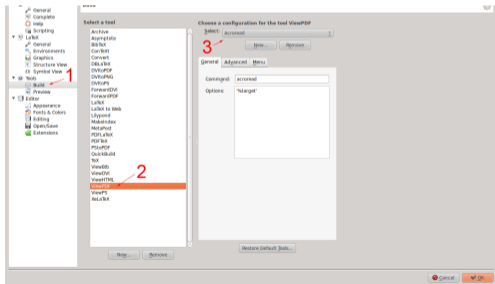 General
Complete
Help
Scripting
LaTeX
General
Environments
Graphics
Structure View
Symbol View
Tools
Build
Preview
Editor
Appearance
Fonts & Colors
Editing
Open/Save
Extensions
1
Select a tool
Archive
Asymptote
BibTeX
ConTeXt
Convert
DBLaTeX
DVItoPDF
DVItoPNG
DVItoPS
ForwardDVI
ForwardPDF
LaTeX
LaTeX to Web
Lilypond
MakeIndex
MetaPost
PDFLaTeX
PDFTeX
PStoPDF
QuickBuild
TeX
ViewBib
ViewDVI
ViewHTML
ViewPDF
ViewPS
XeLaTeX
2
New...
Remove
Choose a configuration for the tool ViewPDF
Select: Acroread
3
New... Remove
General Advanced Menu
Command: acroread
Options: '%target'
Restore Default Tools...
Cancel OK